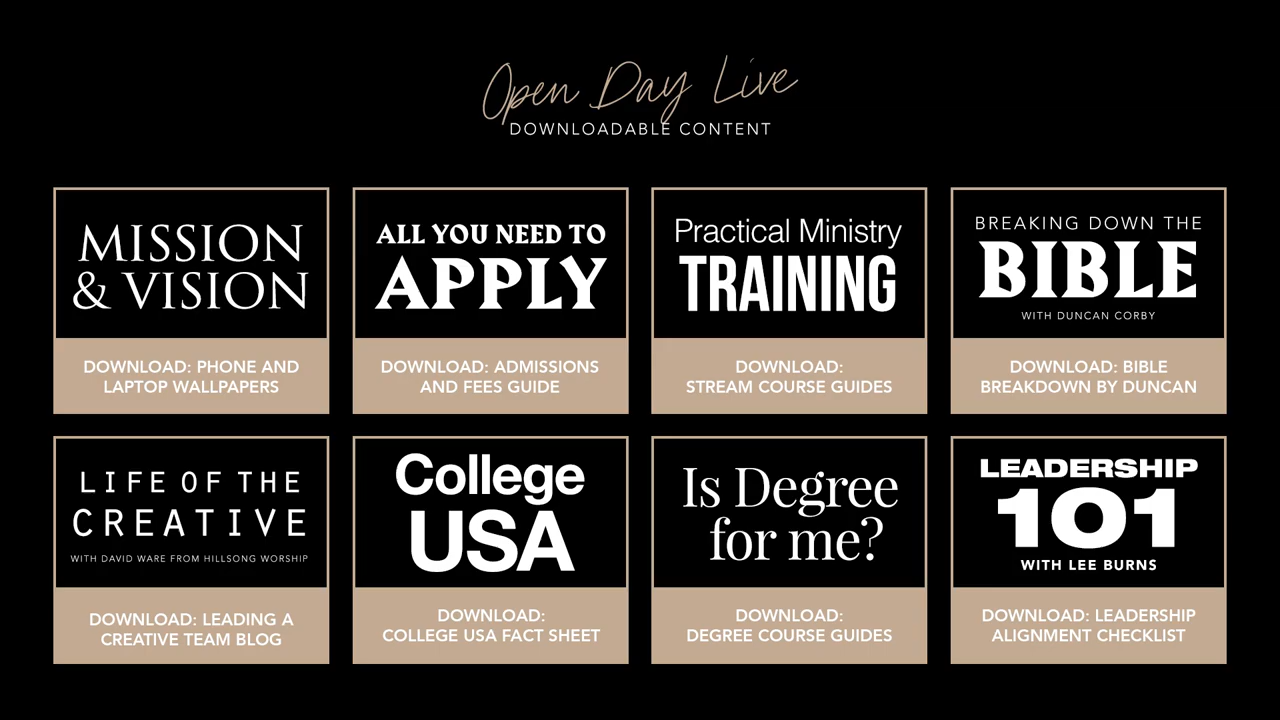 Open Day Live
DOWNLOADABLE CONTENT
MISSION
& VISION
DOWNLOAD: PHONE AND
LAPTOP WALLPAPERS
ALL YOU NEED TO
APPLY
DOWNLOAD: ADMISSIONS
AND FEES GUIDE
Practical Ministry
TRAINING
DOWNLOAD:
STREAM COURSE GUIDES
BREAKING DOWN THE
BIBLE
WITH DUNCAN CORBY
DOWNLOAD: BIBLE
BREAKDOWN BY DUNCAN
LIFE OF THE
CREATIVE
WITH DAVID WARE FROM HILLSONG WORSHIP
DOWNLOAD: LEADING A
CREATIVE TEAM BLOG
College
USA
DOWNLOAD:
COLLEGE USA FACT SHEET
Is Degree
for me?
DOWNLOAD:
DEGREE COURSE GUIDES
LEADERSHIP
101
WITH LEE BURNS
DOWNLOAD: LEADERSHIP
ALIGNMENT CHECKLIST